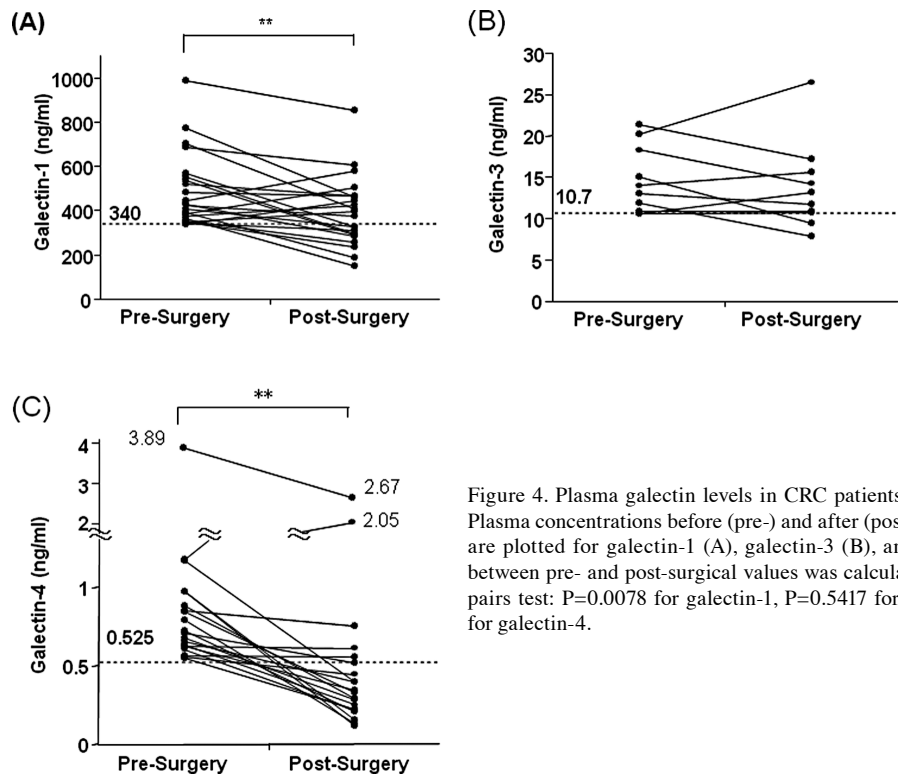 (A)
**
Galectin-1 (ng/ml)
1000
800
600
400
340
200
0
Pre-Surgery Post-Surgery
(B)
Galectin-3 (ng/ml)
30
25
20
15
10.7
10
5
0
Pre-Surgery Post-Surgery
(C)
**
Galectin-4 (ng/ml)
4
3.89
3
2.67
2
2.05
1
0.525
0.5
0
Pre-Surgery Post-Surgery
Figure 4. Plasma galectin levels in CRC patients
Plasma concentrations before (pre-) and after (pos
are plotted for galectin-1 (A), galectin-3 (B), ar
between pre- and post-surgical values was calcula
pairs test: P=0.0078 for galectin-1, P=0.5417 for
for galectin-4.